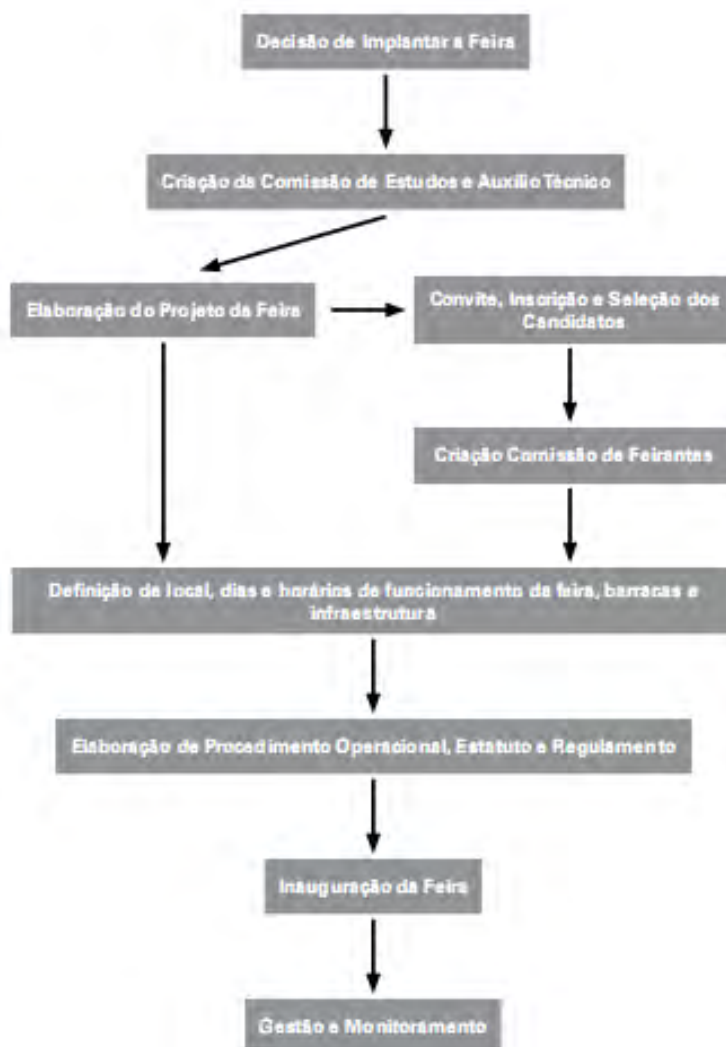 Decisão de Implantar a Feira
Criação da Comissão de Estudos e Auxílio Técnico
Elaboração do Projeto da Feira
Convite, Inscrição e Seleção dos
Candidatos
Criação Comissão de Feirantes
Definição de local, dias e horários de funcionamento da feira, barracas e
infraestrutura
Elaboração de Procedimento Operacional, Estatuto e Regulamento
Inauguração da Feira
Gestão e Monitoramento